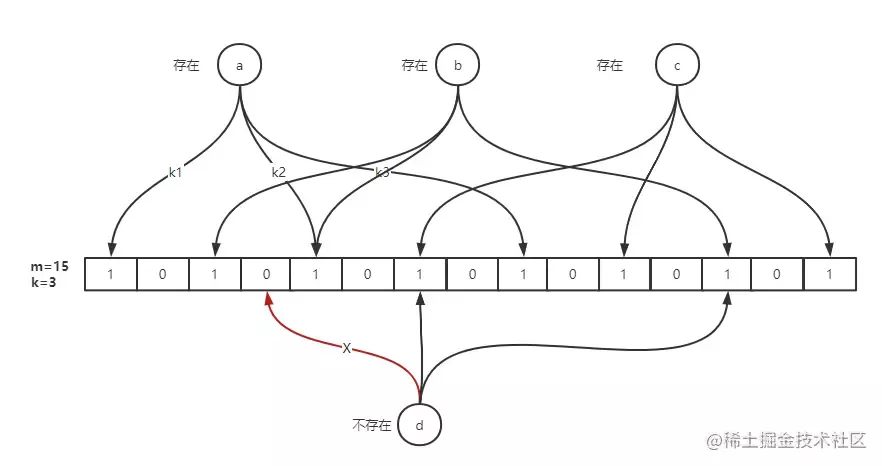 存在 a 存在 b 存在 c
k1 k2 k3
m=15 1 0 1 0 1 0 1 0 1 0 1 0 1 0 1
k=3
X
不存在 d
@稀土掘金技术社区